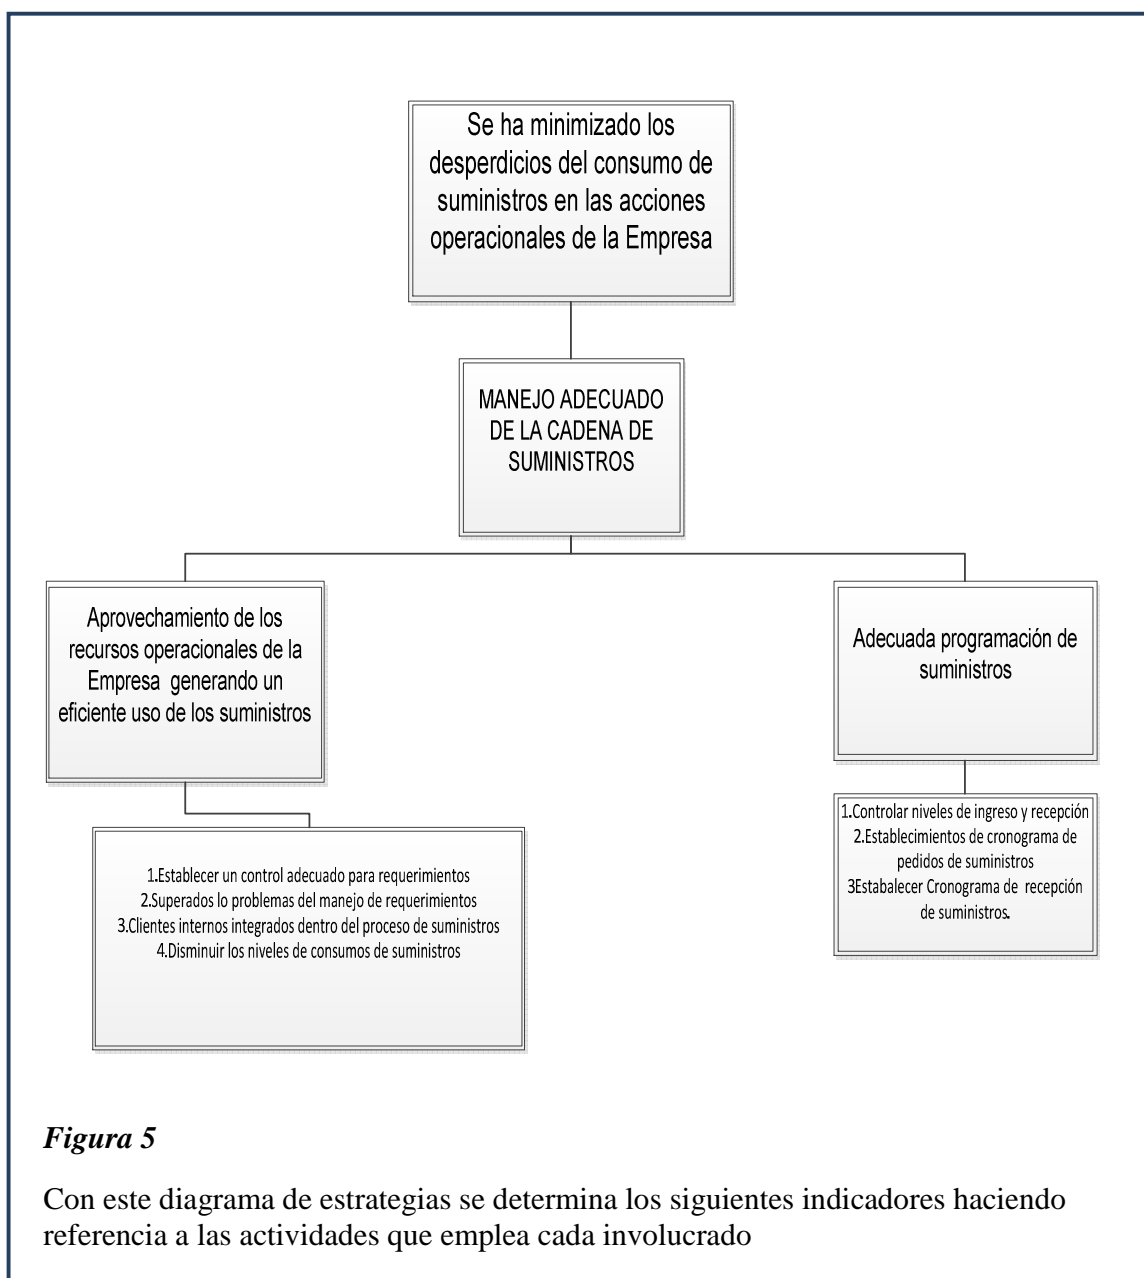 Se ha minimizado los
desperdicios del consumo de
suministros en las acciones
operacionales de la Empresa
MANEJO ADECUADO
DE LA CADENA DE
SUMINISTROS
Aprovechamiento de los
recursos operacionales de la
Empresa generando un
eficiente uso de los suministros
Adecuada programación de
suministros
1.Establecer un control adecuado para requerimientos
2.Superados lo problemas del manejo de requerimientos
3.Clientes internos integrados dentro del proceso de suministros
4.Disminuir los niveles de consumos de suministros
1.Controlar niveles de ingreso y recepción
2.Establecimientos de cronograma de
pedidos de suministros
3Estabalecer Cronograma de recepción
de suministros.
Figura 5
Con este diagrama de estrategias se determina los siguientes indicadores haciendo
referencia a las actividades que emplea cada involucrado